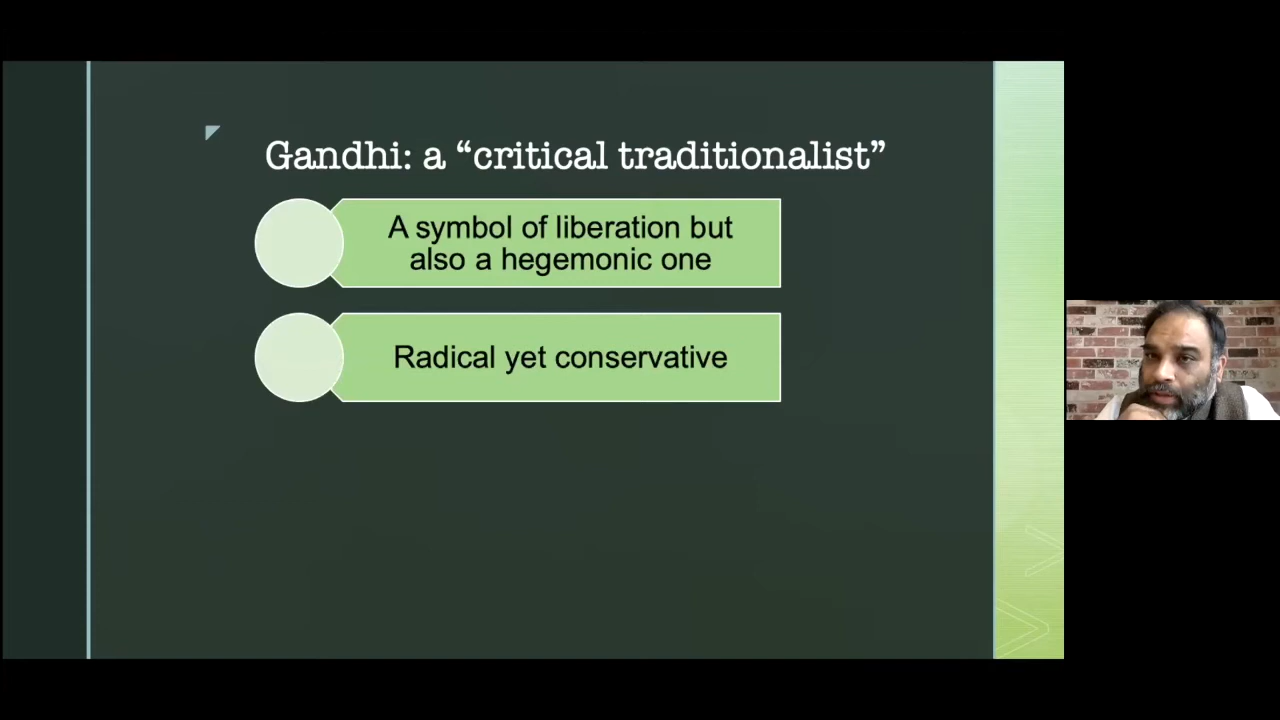 Gandhi: a “critical traditionalist”
A symbol of liberation but
also a hegemonic one
Radical yet conservative